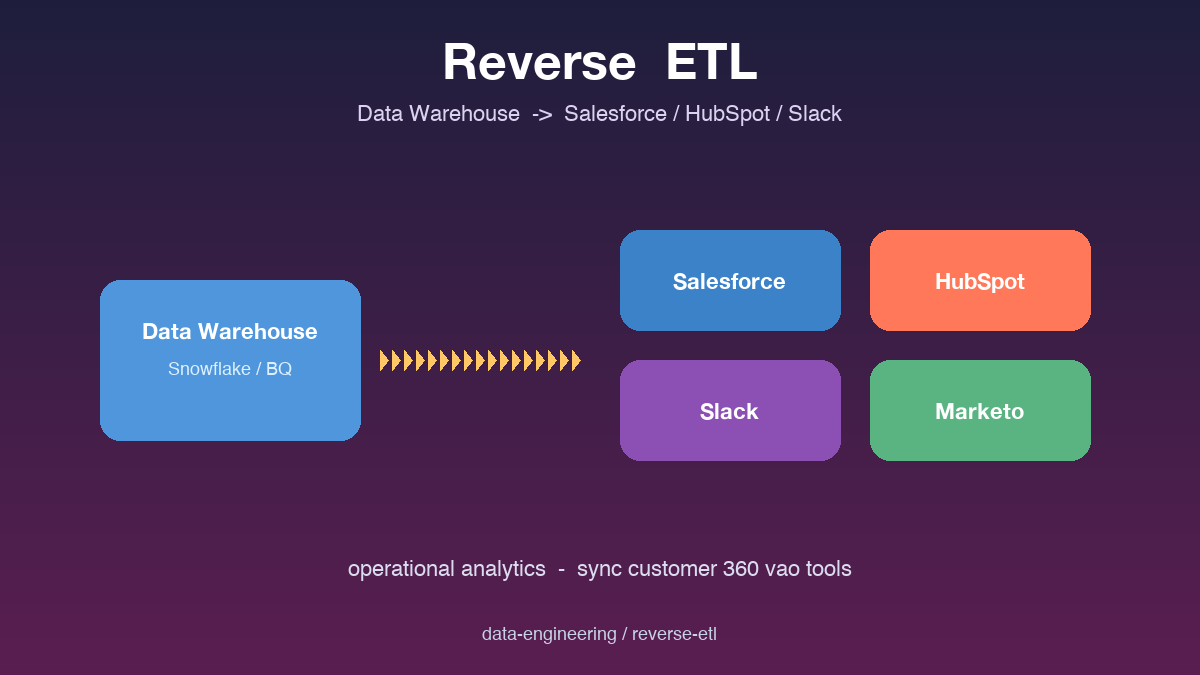 Reverse ETL
Data Warehouse -> Salesforce / HubSpot / Slack
Data Warehouse
Snowflake / BQ
Salesforce
HubSpot
Slack
Marketo
operational analytics - sync customer 360 vao tools
data-engineering / reverse-etl